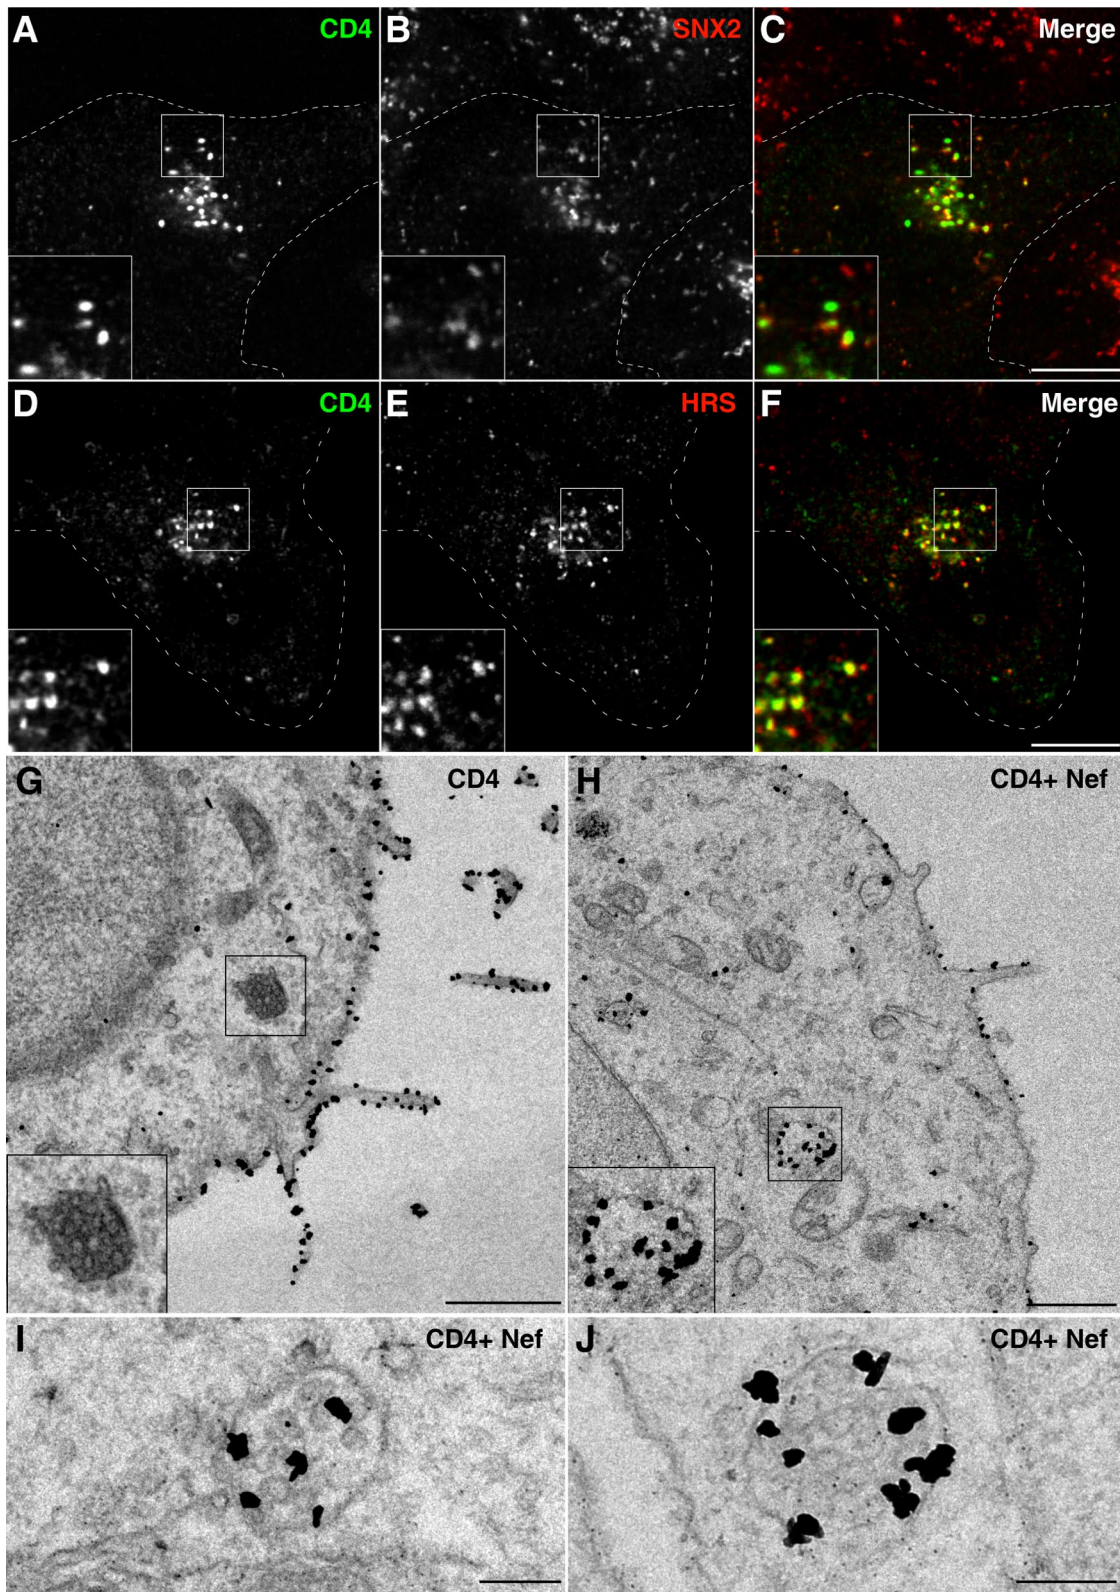 A CD4 B SNX2 C Merge
D CD4 E HRS F Merge
G CD4 H CD4+ Nef
I CD4+ Nef J CD4+ Nef